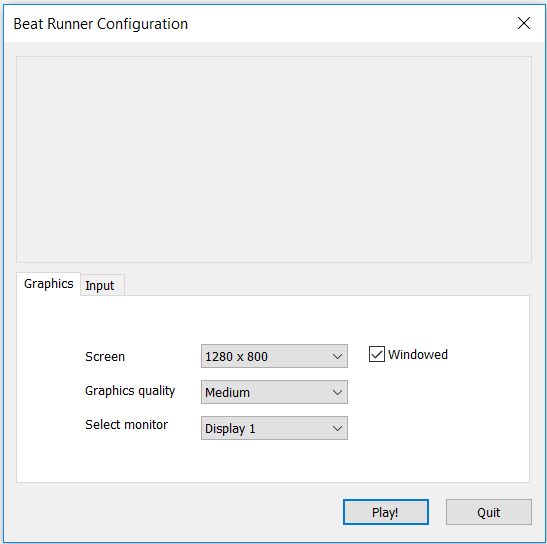 Beat Runner Configuration
Graphics Input
Screen 1280 x 800 Windowed
Graphics quality Medium
Select monitor Display 1
Play! Quit